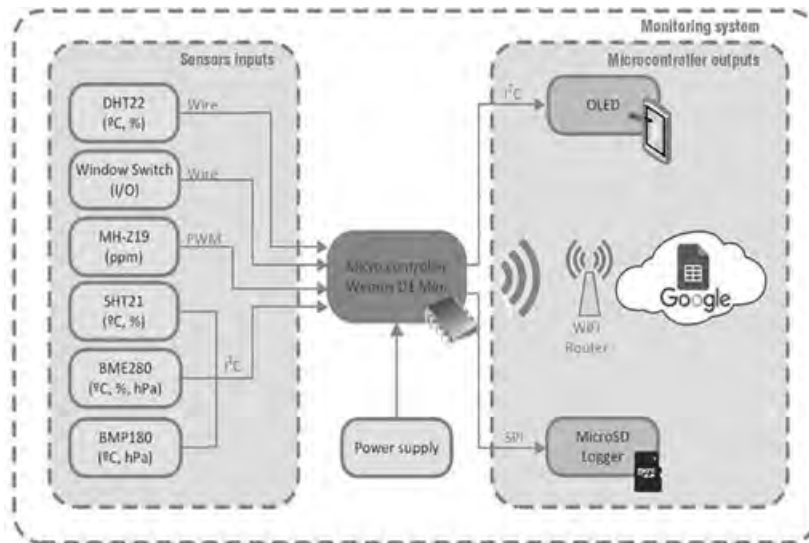 Monitoring system
Sensors inputs
DHT22
(ºC, %)
Wire
Window Switch
(I/O)
Wire
MH-Z19
(ppm)
PWM
SHT21
(ºC, %)
BME280
(ºC, %, hPa)
I²C
BMP180
(ºC, hPa)
Micro controller
Wemos D1 Mini
Power supply
Microcontroller outputs
I²C
OLED
WiFi
Router
Google
SPI
MicroSD
Logger